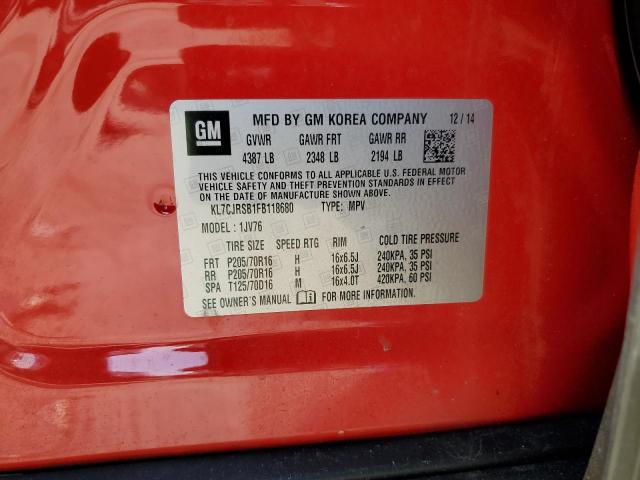 GM
MFD BY GM KOREA COMPANY 12/14
GVWR GAWR FRT GAWR RR
4387 LB 2348 LB 2194 LB
THIS VEHICLE CONFORMS TO ALL APPLICABLE U.S. FEDERAL MOTOR
VEHICLE SAFETY AND THEFT PREVENTION STANDARDS IN EFFECT
ON THE DATE OF MANUFACTURE SHOWN ABOVE.
KL7CJRSB1FB118680 TYPE: MPV
MODEL: 1JV76
TIRE SIZE SPEED RTG RIM COLD TIRE PRESSURE
FRT P205/70R16 H 16x6.5J 240KPA, 35 PSI
RR P205/70R16 H 16x6.5J 240KPA, 35 PSI
SPA T125/70D16 M 16x4.0T 420KPA, 60 PSI
SEE OWNER'S MANUAL FOR MORE INFORMATION.